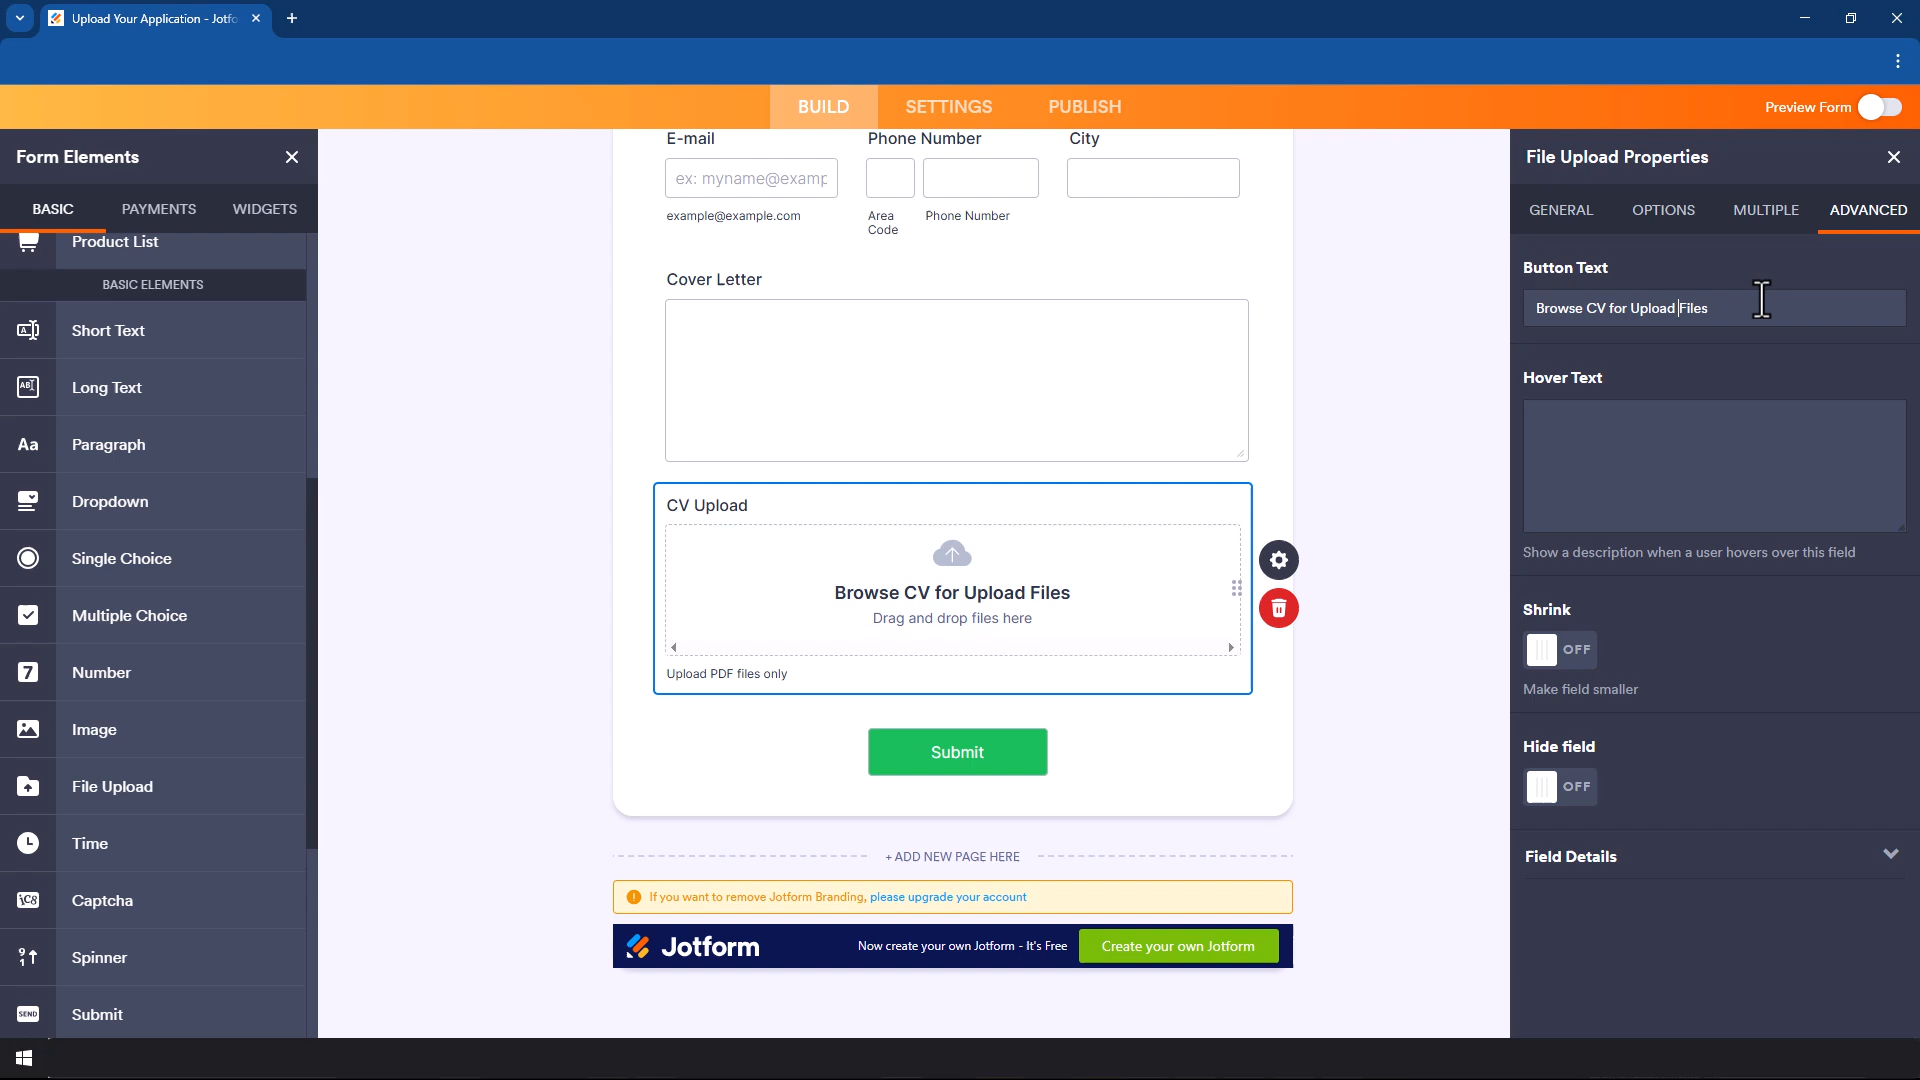 Upload Your Application - Jotfo
BUILD
SETTINGS
PUBLISH
Preview Form
Form Elements
BASIC
PAYMENTS
WIDGETS
Product List
BASIC ELEMENTS
Short Text
Long Text
Aa
Paragraph
Dropdown
Single Choice
Multiple Choice
7
Number
Image
File Upload
Time
Captcha
Spinner
SEND
Submit
E-mail
Phone Number
City
ex: myname@examp
example@example.com
Area
Code
Phone Number
Cover Letter
CV Upload
Browse CV for Upload Files
Drag and drop files here
Upload PDF files only
Submit
+ ADD NEW PAGE HERE
If you want to remove Jotform Branding, please upgrade your account
Jotform
Now create your own Jotform - It's Free
Create your own Jotform
File Upload Properties
GENERAL
OPTIONS
MULTIPLE
ADVANCED
Button Text
Browse CV for Upload Files
Hover Text
Show a description when a user hovers over this field
Shrink
OFF
Make field smaller
Hide field
OFF
Field Details